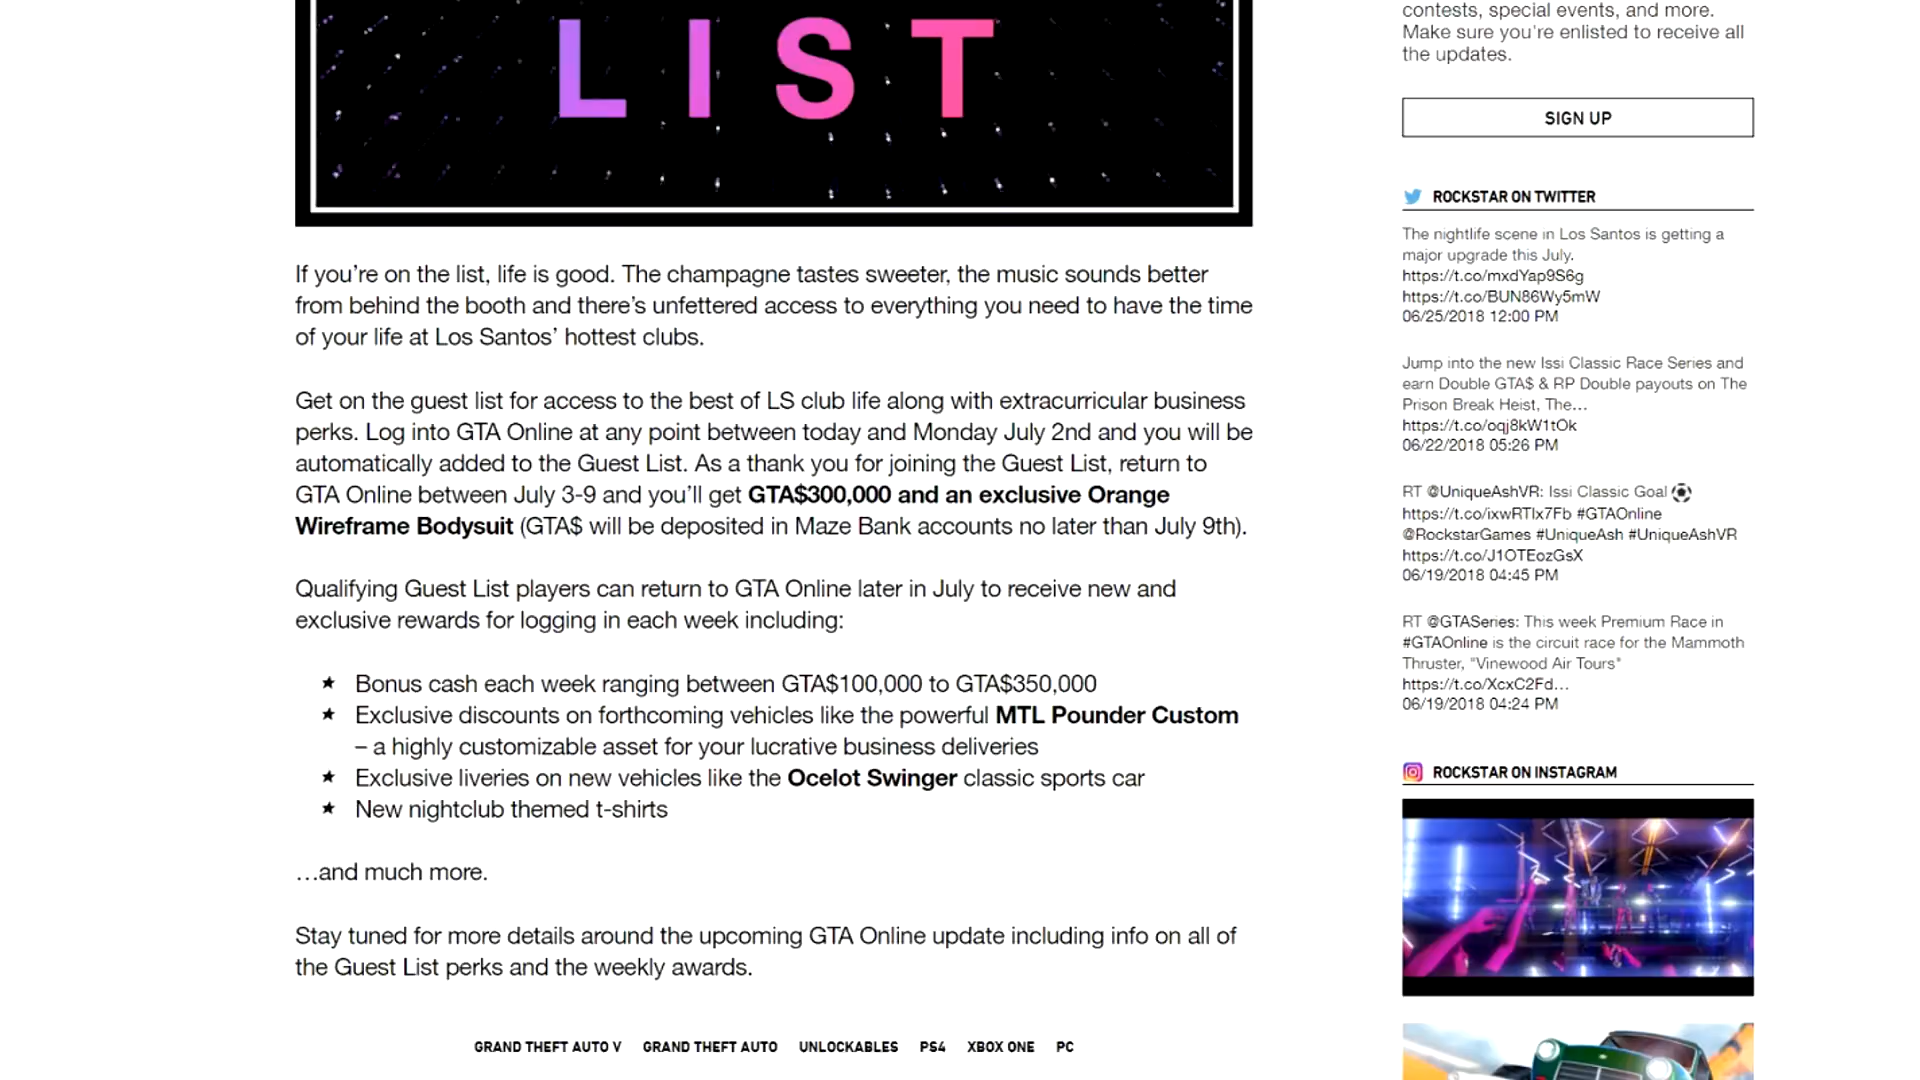 LIST
If you’re on the list, life is good. The champagne tastes sweeter, the music sounds better
from behind the booth and there’s unfettered access to everything you need to have the time
of your life at Los Santos’ hottest clubs.
Get on the guest list for access to the best of LS club life along with extracurricular business
perks. Log into GTA Online at any point between today and Monday July 2nd and you will be
automatically added to the Guest List. As a thank you for joining the Guest List, return to
GTA Online between July 3-9 and you’ll get GTA$300,000 and an exclusive Orange
Wireframe Bodysuit (GTA$ will be deposited in Maze Bank accounts no later than July 9th).
Qualifying Guest List players can return to GTA Online later in July to receive new and
exclusive rewards for logging in each week including:
★ Bonus cash each week ranging between GTA$100,000 to GTA$350,000
★ Exclusive discounts on forthcoming vehicles like the powerful MTL Pounder Custom
– a highly customizable asset for your lucrative business deliveries
★ Exclusive liveries on new vehicles like the Ocelot Swinger classic sports car
★ New nightclub themed t-shirts
…and much more.
Stay tuned for more details around the upcoming GTA Online update including info on all of
the Guest List perks and the weekly awards.
GRAND THEFT AUTO V GRAND THEFT AUTO UNLOCKABLES PS4 XBOX ONE PC
contests, special events, and more.
Make sure you're enlisted to receive all
the updates.
SIGN UP
ROCKSTAR ON TWITTER
The nightlife scene in Los Santos is getting a
major upgrade this July.
https://t.co/mxdYap9S6g
https://t.co/BUN86Wy5mW
06/25/2018 12:00 PM
Jump into the new Issi Classic Race Series and
earn Double GTA$ & RP Double payouts on The
Prison Break Heist, The…
https://t.co/oqj8kW1tOk
06/22/2018 05:26 PM
RT @UniqueAshVR: Issi Classic Goal ⚽
https://t.co/ixwRTIx7Fb #GTAOnline
@RockstarGames #UniqueAsh #UniqueAshVR
https://t.co/J1OTEozGsX
06/19/2018 04:45 PM
RT @GTASeries: This week Premium Race in
#GTAOnline is the circuit race for the Mammoth
Thruster, "Vinewood Air Tours"
https://t.co/XcxC2Fd…
06/19/2018 04:24 PM
ROCKSTAR ON INSTAGRAM